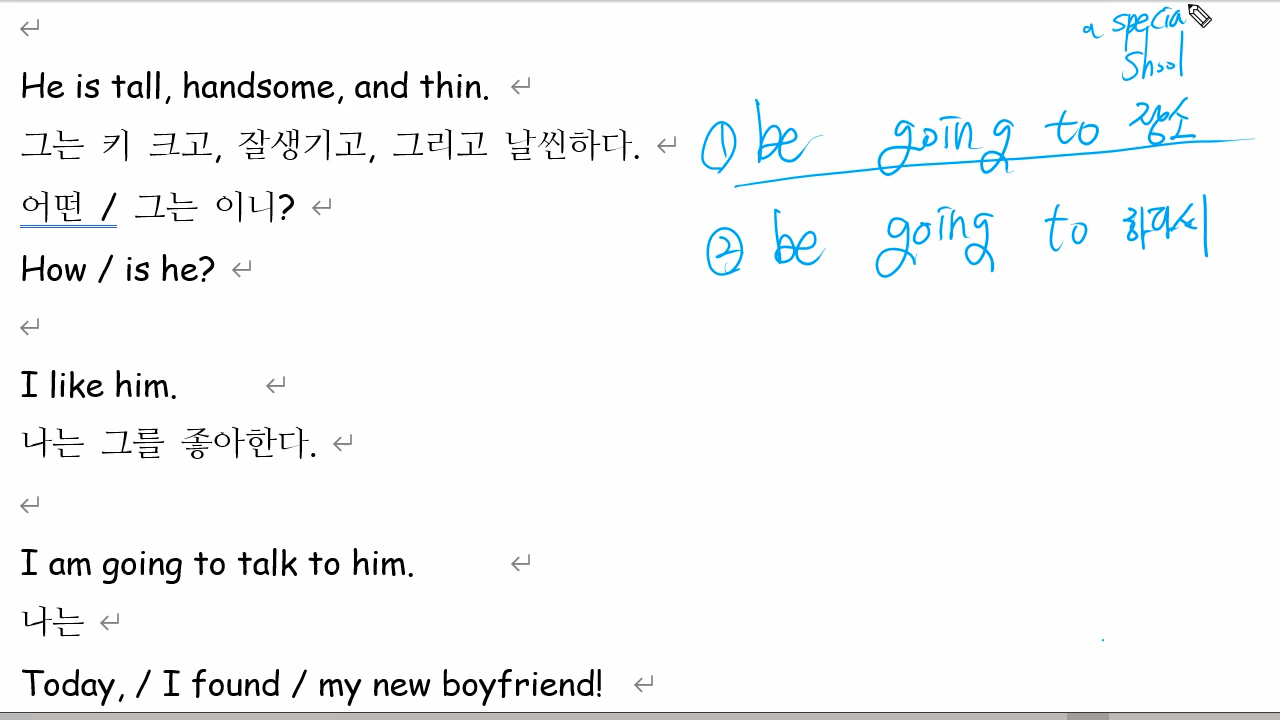 He is tall, handsome, and thin.
그는 키 크고, 잘생기고, 그리고 날씬하다.
어떤 / 그는 이니?
How / is he?
I like him.
나는 그를 좋아한다.
I am going to talk to him.
나는
Today, / I found / my new boyfriend!
a specia
Shool
① be going to 장소
② be going to